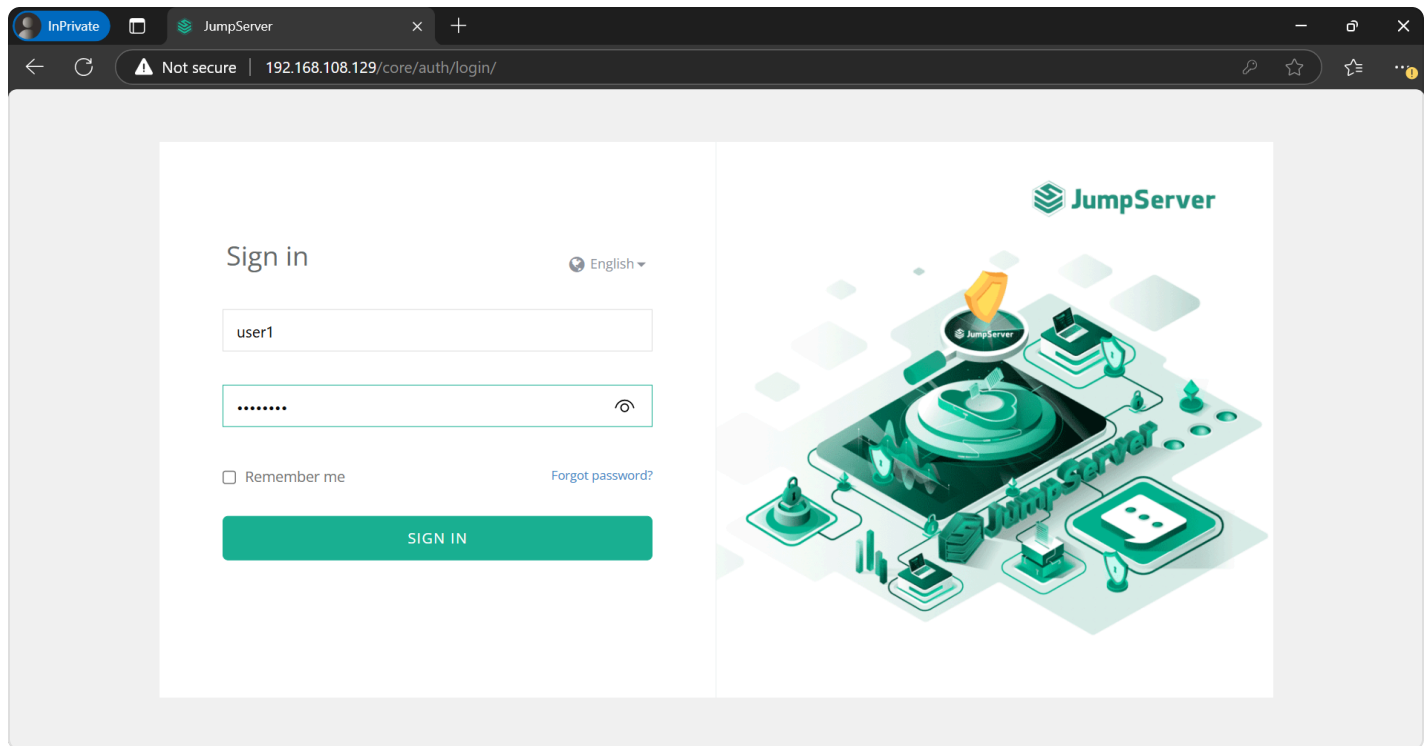 InPrivate
JumpServer
Not secure
192.168.108.129/core/auth/login/
JumpServer
Sign in
English
user1
••••••••
Remember me
Forgot password?
SIGN IN
JumpServer
JumpServer